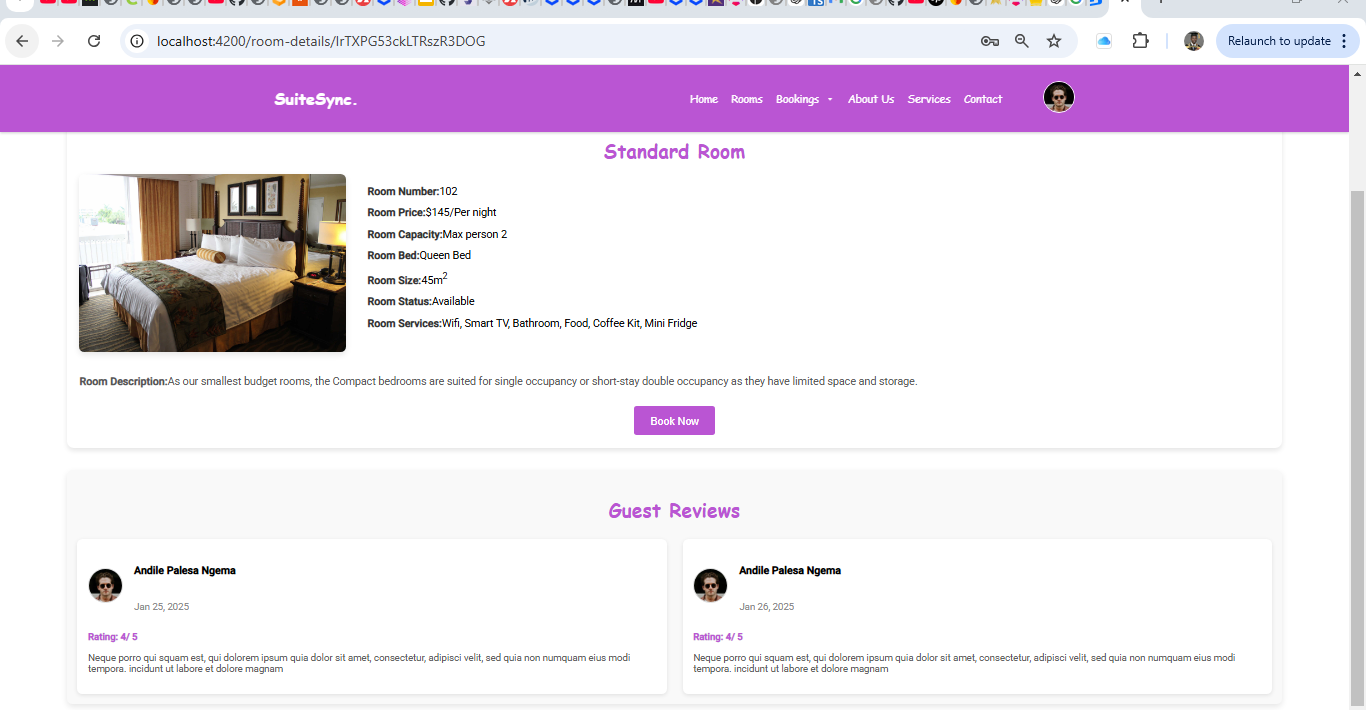 localhost:4200/room-details/IrTXPG53ckLTRszR3DOG
Relaunch to update
SuiteSync.
Home Rooms Bookings About Us Services Contact
Standard Room
Room Number:102
Room Price:$145/Per night
Room Capacity:Max person 2
Room Bed:Queen Bed
Room Size:45m2
Room Status:Available
Room Services:Wifi, Smart TV, Bathroom, Food, Coffee Kit, Mini Fridge
Room Description:As our smallest budget rooms, the Compact bedrooms are suited for single occupancy or short-stay double occupancy as they have limited space and storage.
Book Now
Guest Reviews
Andile Palesa Ngema
Jan 25, 2025
Rating: 4/ 5
Neque porro qui squam est, qui dolorem ipsum quia dolor sit amet, consectetur, adipisci velit, sed quia non numquam eius modi
tempora. incidunt ut labore et dolore magnam
Andile Palesa Ngema
Jan 26, 2025
Rating: 4/ 5
Neque porro qui squam est, qui dolorem ipsum quia dolor sit amet, consectetur, adipisci velit, sed quia non numquam eius modi
tempora. incidunt ut labore et dolore magnam